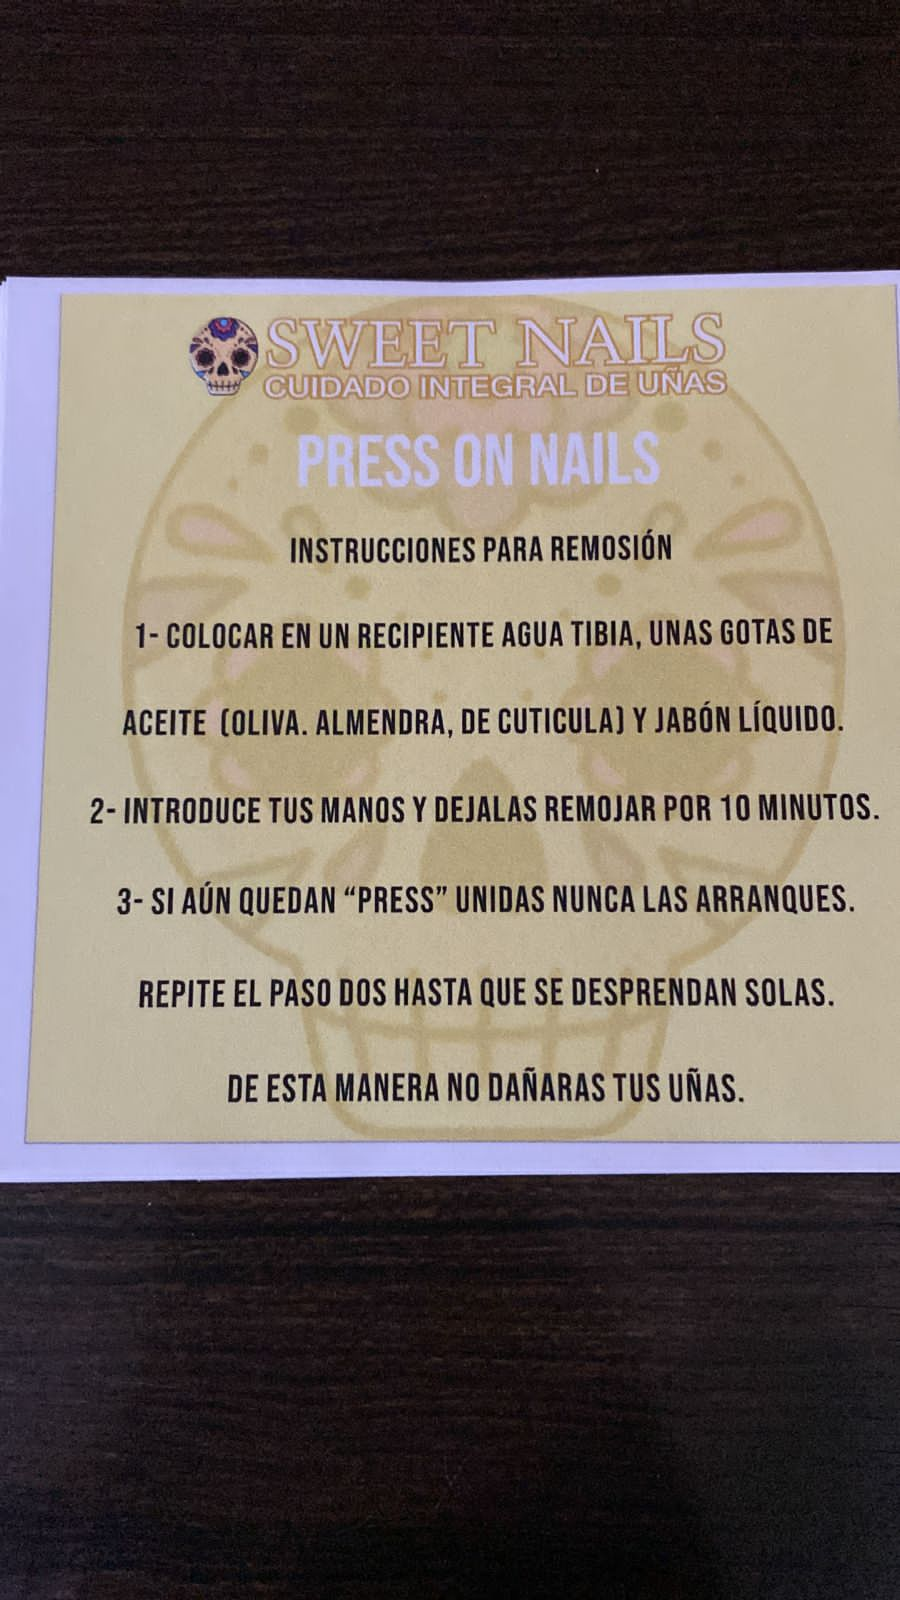 SWEET NAILS
CUIDADO INTEGRAL DE UÑAS
PRESS ON NAILS
INSTRUCCIONES PARA REMOSIÓN
1- COLOCAR EN UN RECIPIENTE AGUA TIBIA, UNAS GOTAS DE
ACEITE (OLIVA. ALMENDRA, DE CUTICULA) Y JABÓN LÍQUIDO.
2- INTRODUCE TUS MANOS Y DEJALAS REMOJAR POR 10 MINUTOS.
3- SI AÚN QUEDAN “PRESS” UNIDAS NUNCA LAS ARRANQUES.
REPITE EL PASO DOS HASTA QUE SE DESPRENDAN SOLAS.
DE ESTA MANERA NO DAÑARAS TUS UÑAS.